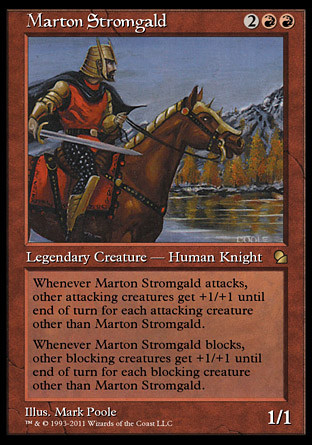 Marton Stromgald 2
POOLE
Legendary Creature — Human Knight
Whenever Marton Stromgald attacks,
other attacking creatures get +1/+1 until
end of turn for each attacking creature
other than Marton Stromgald.
Whenever Marton Stromgald blocks,
other blocking creatures get +1/+1 until
end of turn for each blocking creature
other than Marton Stromgald.
Illus. Mark Poole
™ & © 1993-2011 Wizards of the Coast LLC
1/1